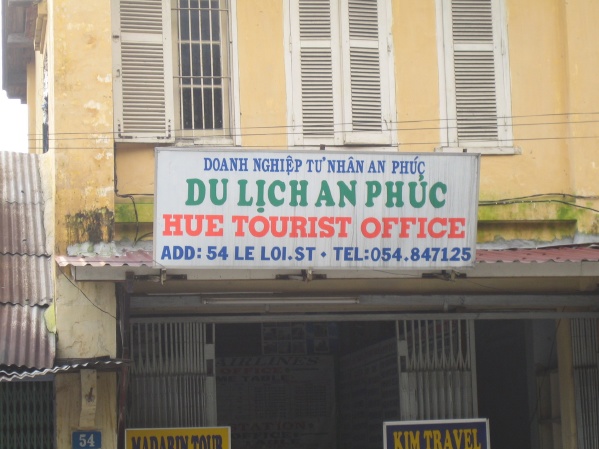 DOANH NGHIỆP TƯ NHÂN AN PHÚC
DU LỊCH AN PHÚC
HUE TOURIST OFFICE
ADD: 54 LE LOI.ST - TEL:054.847125
AIRLINES
54
MADARIN TOUR
KIM TRAVEL